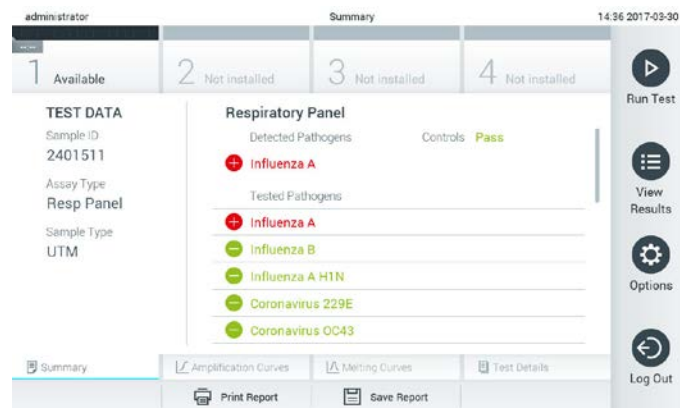 administrator Summary 14:36 2017-03-30
1 Available 2 Not installed 3 Not installed 4 Not installed
Run Test
TEST DATA
Sample ID
2401511
Assay Type
Resp Panel
Sample Type
UTM
Respiratory Panel
Detected Pathogens Controls Pass
Influenza A
Tested Pathogens
Influenza A
Influenza B
Influenza A H1N
Coronavirus 229E
Coronavirus OC43
View
Results
Options
Log Out
Summary Amplification Curves Melting Curves Test Details
Print Report Save Report